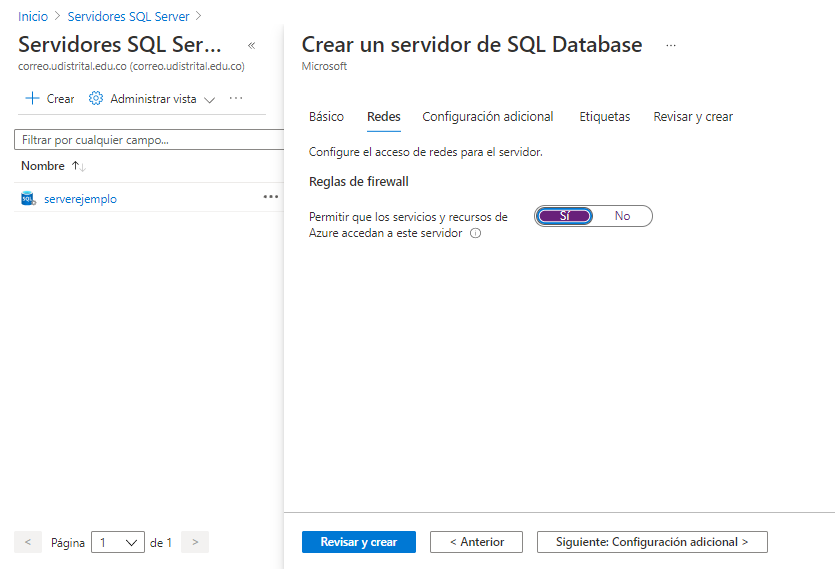 Inicio > Servidores SQL Server >
Servidores SQL Ser... «
correo.udistrital.edu.co (correo.udistrital.edu.co)
+ Crear Administrar vista ...
Filtrar por cualquier campo...
Nombre ↑↓
SQL serverejemplo ...
< Página 1 de 1 >
Crear un servidor de SQL Database ...
Microsoft
Básico Redes Configuración adicional Etiquetas Revisar y crear
Configure el acceso de redes para el servidor.
Reglas de firewall
Permitir que los servicios y recursos de
Azure accedan a este servidor
Sí No
Revisar y crear < Anterior Siguiente: Configuración adicional >